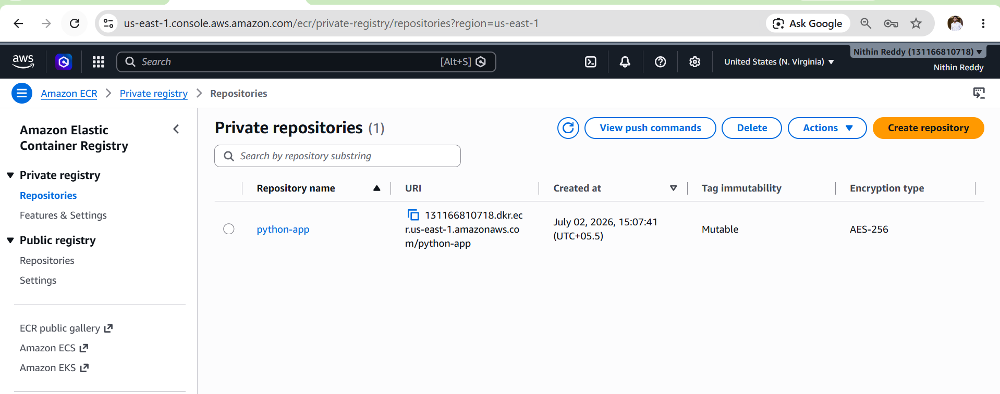 us-east-1.console.aws.amazon.com/ecr/private-registry/repositories?region=us-east-1
Ask Google
aws
Search
[Alt+S]
United States (N. Virginia)
Nithin Reddy (131166810718)
Nithin Reddy
Amazon ECR
Private registry
Repositories
Amazon Elastic
Container Registry
Private registry
Repositories
Features & Settings
Public registry
Repositories
Settings
ECR public gallery
Amazon ECS
Amazon EKS
Private repositories (1)
View push commands
Delete
Actions
Create repository
Search by repository substring
Repository name
URI
Created at
Tag immutability
Encryption type
python-app
131166810718.dkr.ec
r.us-east-1.amazonaws.co
m/python-app
July 02, 2026, 15:07:41
(UTC+05.5)
Mutable
AES-256